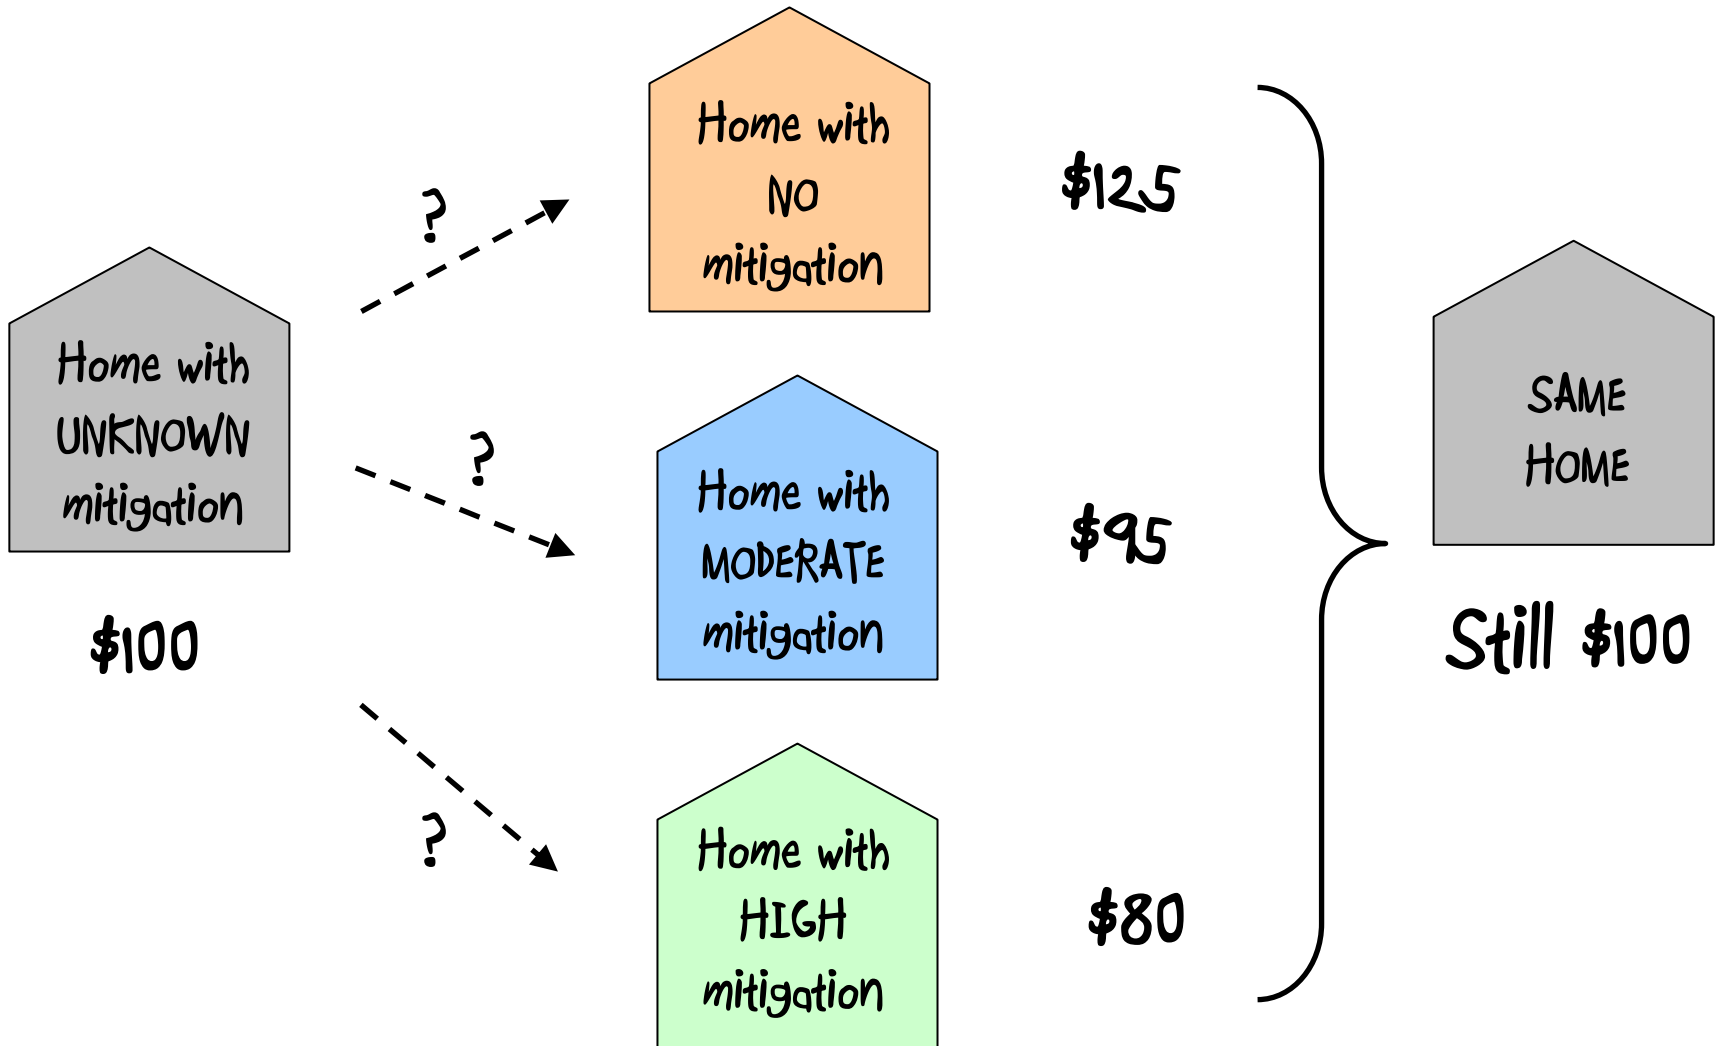 Home with
UNKNOWN
mitigation
$100
?
?
?
Home with
NO
mitigation
$125
Home with
MODERATE
mitigation
$95
Home with
HIGH
mitigation
$80
SAME
HOME
Still $100